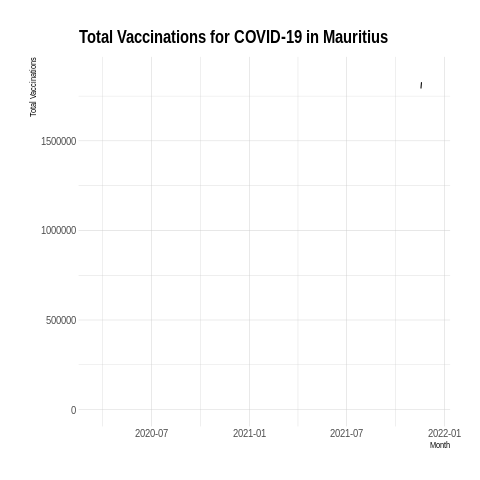 Total Vaccinations for COVID-19 in Mauritius
Total Vaccinations
1500000
1000000
500000
0
2020-07 2021-01 2021-07 2022-01
Month